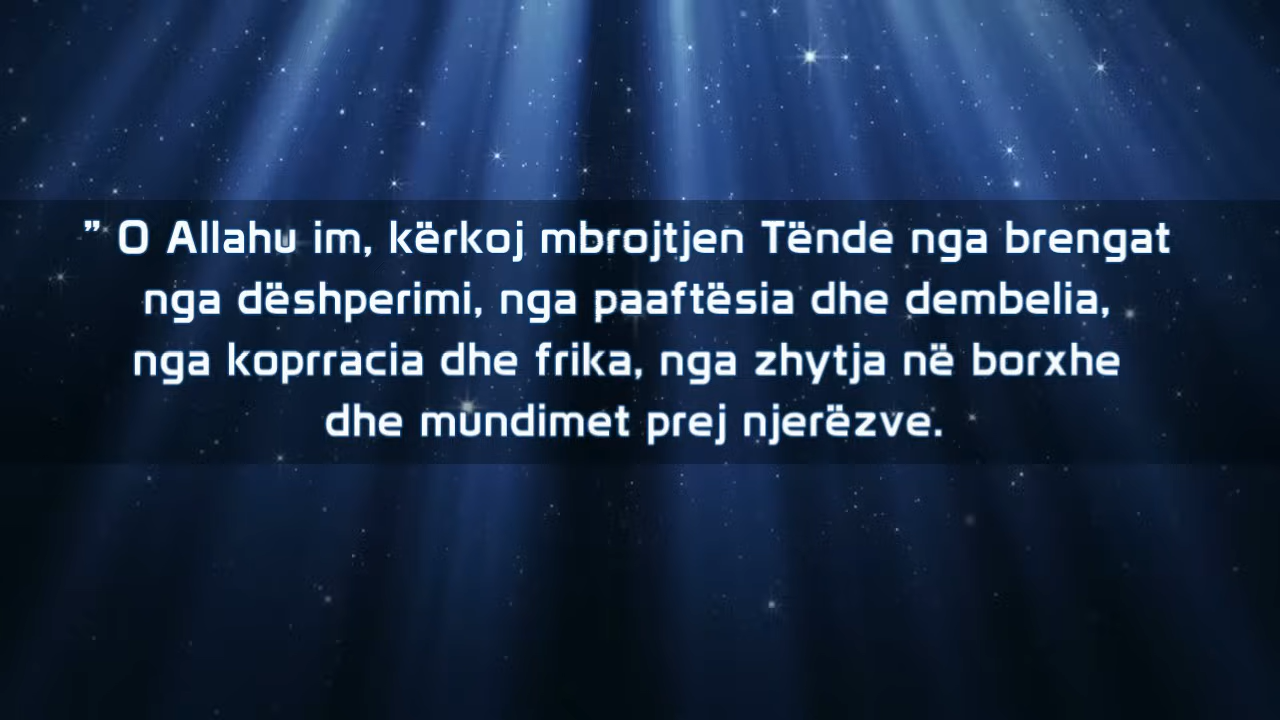 " O Allahu im, kërkoj mbrojtjen Tënde nga brengat
nga dëshperimi, nga paaftësia dhe dembelia,
nga koprracia dhe frika, nga zhytja në borxhe
dhe mundimet prej njerëzve.